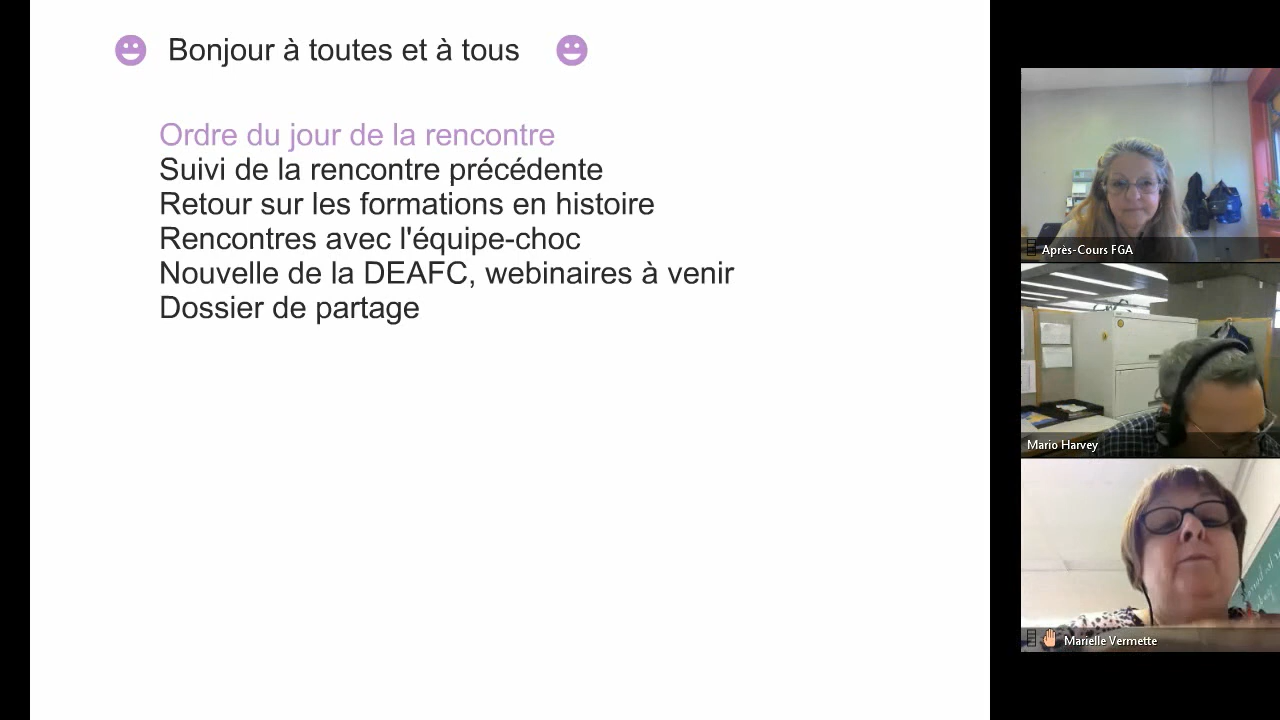 Bonjour à toutes et à tous
Ordre du jour de la rencontre
Suivi de la rencontre précédente
Retour sur les formations en histoire
Rencontres avec l'équipe-choc
Nouvelle de la DEAFC, webinaires à venir
Dossier de partage
Après-Cours FGA
Mario Harvey
Marielle Vermette